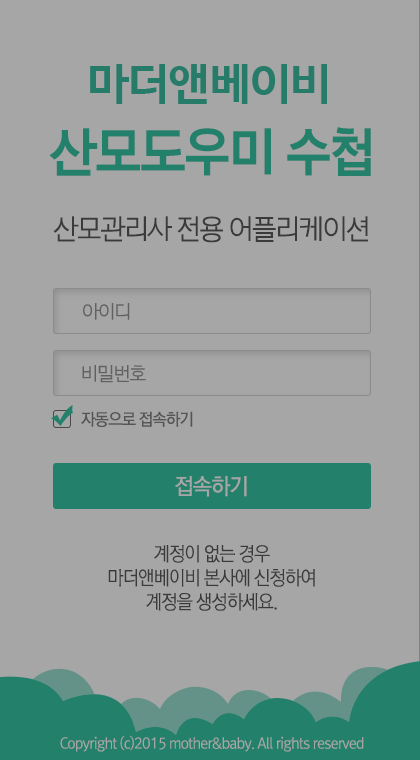 마더앤베이비
산모도우미 수첩
산모관리사 전용 어플리케이션
아이디
비밀번호
자동으로 접속하기
접속하기
계정이 없는 경우
마더앤베이비 본사에 신청하여
계정을 생성하세요.
Copyright (c)2015 mother&baby. All rights reserved